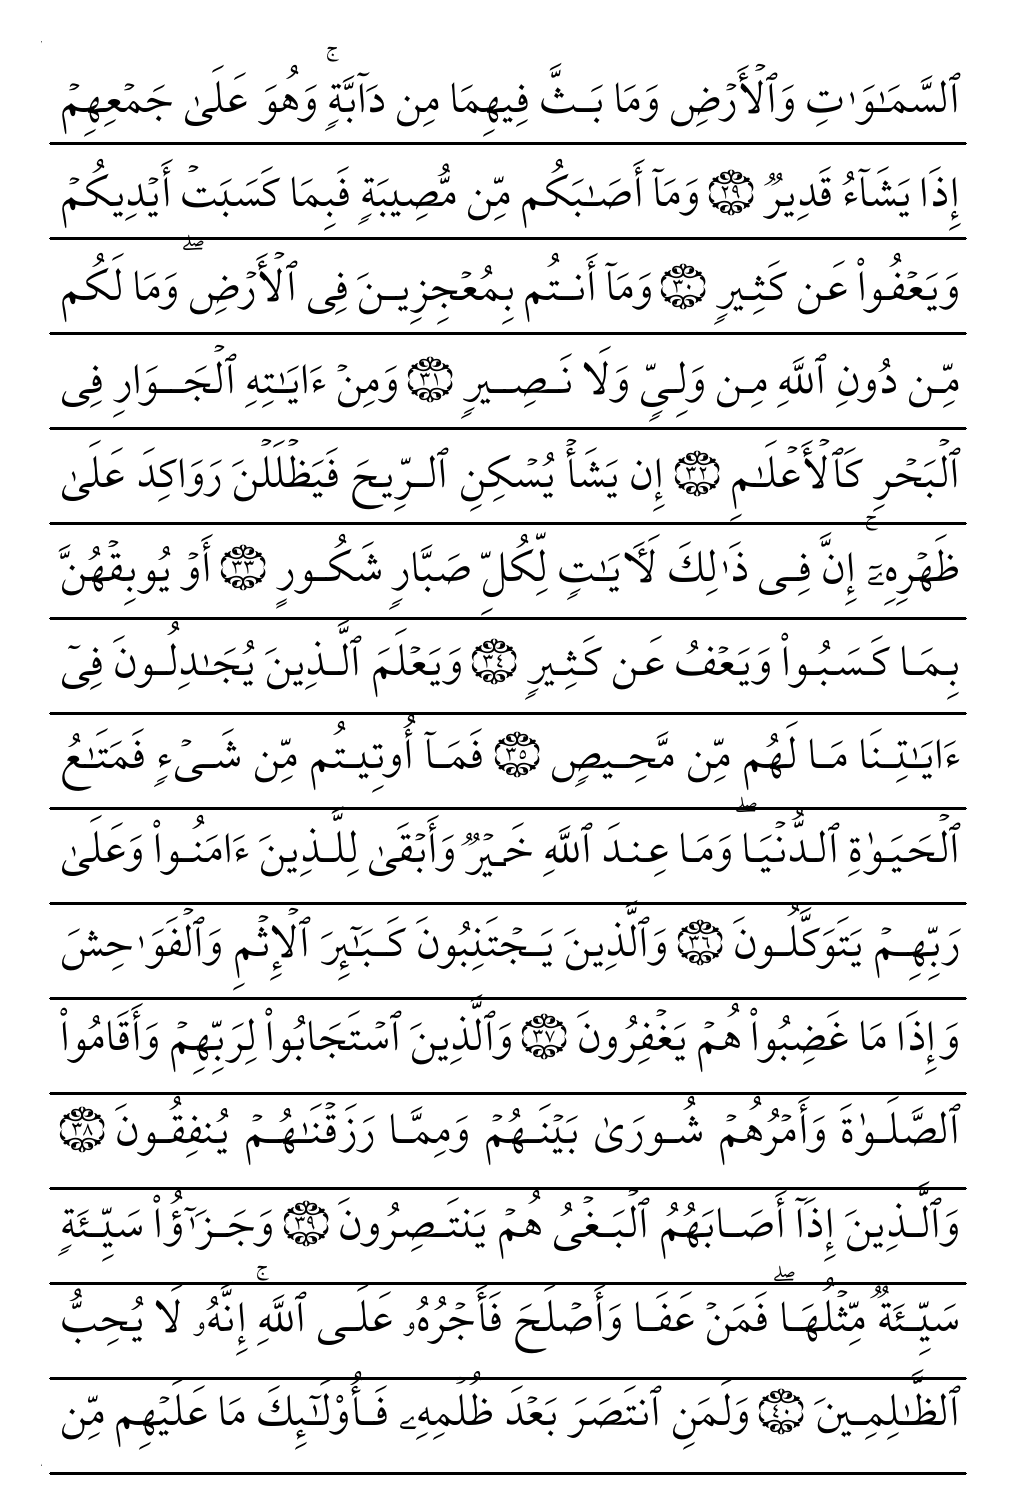 ٱلسَّمَـٰوَٰتِ وَٱلۡأَرۡضِ وَمَا بَثَّ فِيهِمَا مِن دَآبَّةٖۚ وَهُوَ عَلَىٰ جَمۡعِهِمۡ
إِذَا يَشَآءُ قَدِيرٞ ٢٩ وَمَآ أَصَـٰبَكُم مِّن مُّصِيبَةٖ فَبِمَا كَسَبَتۡ أَيۡدِيكُمۡ
وَيَعۡفُواْ عَن كَثِيرٖ ٣٠ وَمَآ أَنتُم بِمُعۡجِزِينَ فِى ٱلۡأَرۡضِۖ وَمَا لَكُم
مِّن دُونِ ٱللَّهِ مِن وَلِىّٖ وَلَا نَصِيرٖ ٣١ وَمِنۡ ءَايَـٰتِهِ ٱلۡجَوَارِ فِى
ٱلۡبَحۡرِ كَٱلۡأَعۡلَـٰمِ ٣٢ إِن يَشَأۡ يُسۡكِنِ ٱلرِّيحَ فَيَظۡلَلۡنَ رَوَاكِدَ عَلَىٰ
ظَهۡرِهِۦٓۚ إِنَّ فِى ذَٰلِكَ لَأٓيَـٰتٖ لِّكُلِّ صَبَّارٖ شَكُورٍ ٣٣ أَوۡ يُوبِقۡهُنَّ
بِمَا كَسَبُواْ وَيَعۡفُ عَن كَثِيرٖ ٣٤ وَيَعۡلَمَ ٱلَّذِينَ يُجَـٰدِلُونَ فِىٓ
ءَايَـٰتِنَا مَا لَهُم مِّن مَّحِيصٖ ٣٥ فَمَآ أُوتِيتُم مِّن شَىۡءٖ فَمَتَـٰعُ
ٱلۡحَيَوٰةِ ٱلدُّنۡيَاۖ وَمَا عِندَ ٱللَّهِ خَيۡرٞ وَأَبۡقَىٰ لِلَّذِينَ ءَامَنُواْ وَعَلَىٰ
رَبِّهِمۡ يَتَوَكَّلُونَ ٣٦ وَٱلَّذِينَ يَجۡتَنِبُونَ كَبَـٰٓئِرَ ٱلۡإِثۡمِ وَٱلۡفَوَٰحِشَ
وَإِذَا مَا غَضِبُواْ هُمۡ يَغۡفِرُونَ ٣٧ وَٱلَّذِينَ ٱسۡتَجَابُواْ لِرَبِّهِمۡ وَأَقَامُواْ
ٱلصَّلَوٰةَ وَأَمۡرُهُمۡ شُورَىٰ بَيۡنَهُمۡ وَمِمَّا رَزَقۡنَـٰهُمۡ يُنفِقُونَ ٣٨
وَٱلَّذِينَ إِذَآ أَصَابَهُمُ ٱلۡبَغۡىُ هُمۡ يَنتَصِرُونَ ٣٩ وَجَزَـٰٓؤُاْ سَيِّئَةٖ
سَيِّئَةٞ مِّثۡلُهَاۖ فَمَنۡ عَفَا وَأَصۡلَحَ فَأَجۡرُهُۥ عَلَى ٱللَّهِۚ إِنَّهُۥ لَا يُحِبُّ
ٱلظَّـٰلِمِينَ ٤٠ وَلَمَنِ ٱنتَصَرَ بَعۡدَ ظُلۡمِهِۦ فَأُوْلَـٰٓئِكَ مَا عَلَيۡهِم مِّن